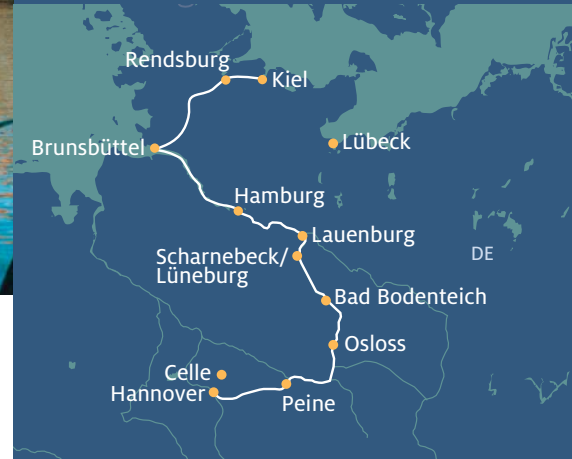 Rendsburg
Kiel
Brunsbüttel
Lübeck
Hamburg
Lauenburg
Scharnebeck/
Lüneburg
DE
Bad Bodenteich
Osloss
Celle
Hannover
Peine